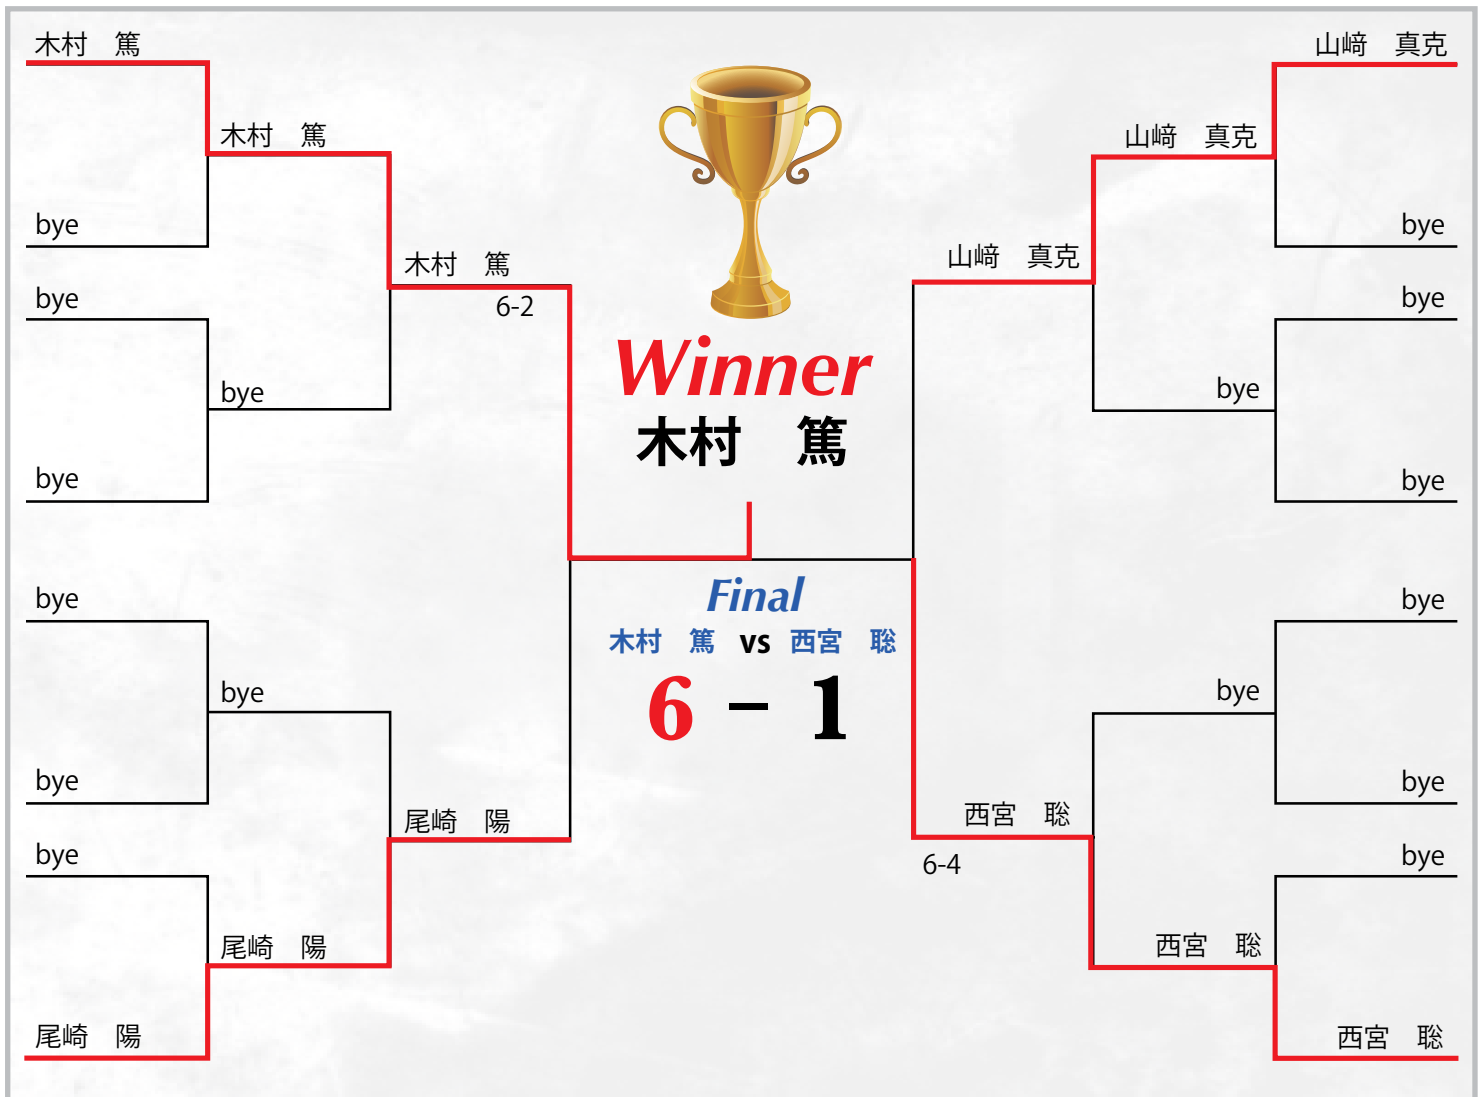 木村　篤
山﨑　真克
木村　篤
山﨑　真克
bye
bye
木村　篤
山﨑　真克
6-2
bye
bye
Winner
木村　篤
bye
bye
bye
bye
Final
木村　篤 vs 西宮　聡
6 － 1
bye
bye
bye
bye
bye
bye
尾崎　陽
西宮　聡
6-4
bye
bye
尾崎　陽
西宮　聡
尾崎　陽
西宮　聡